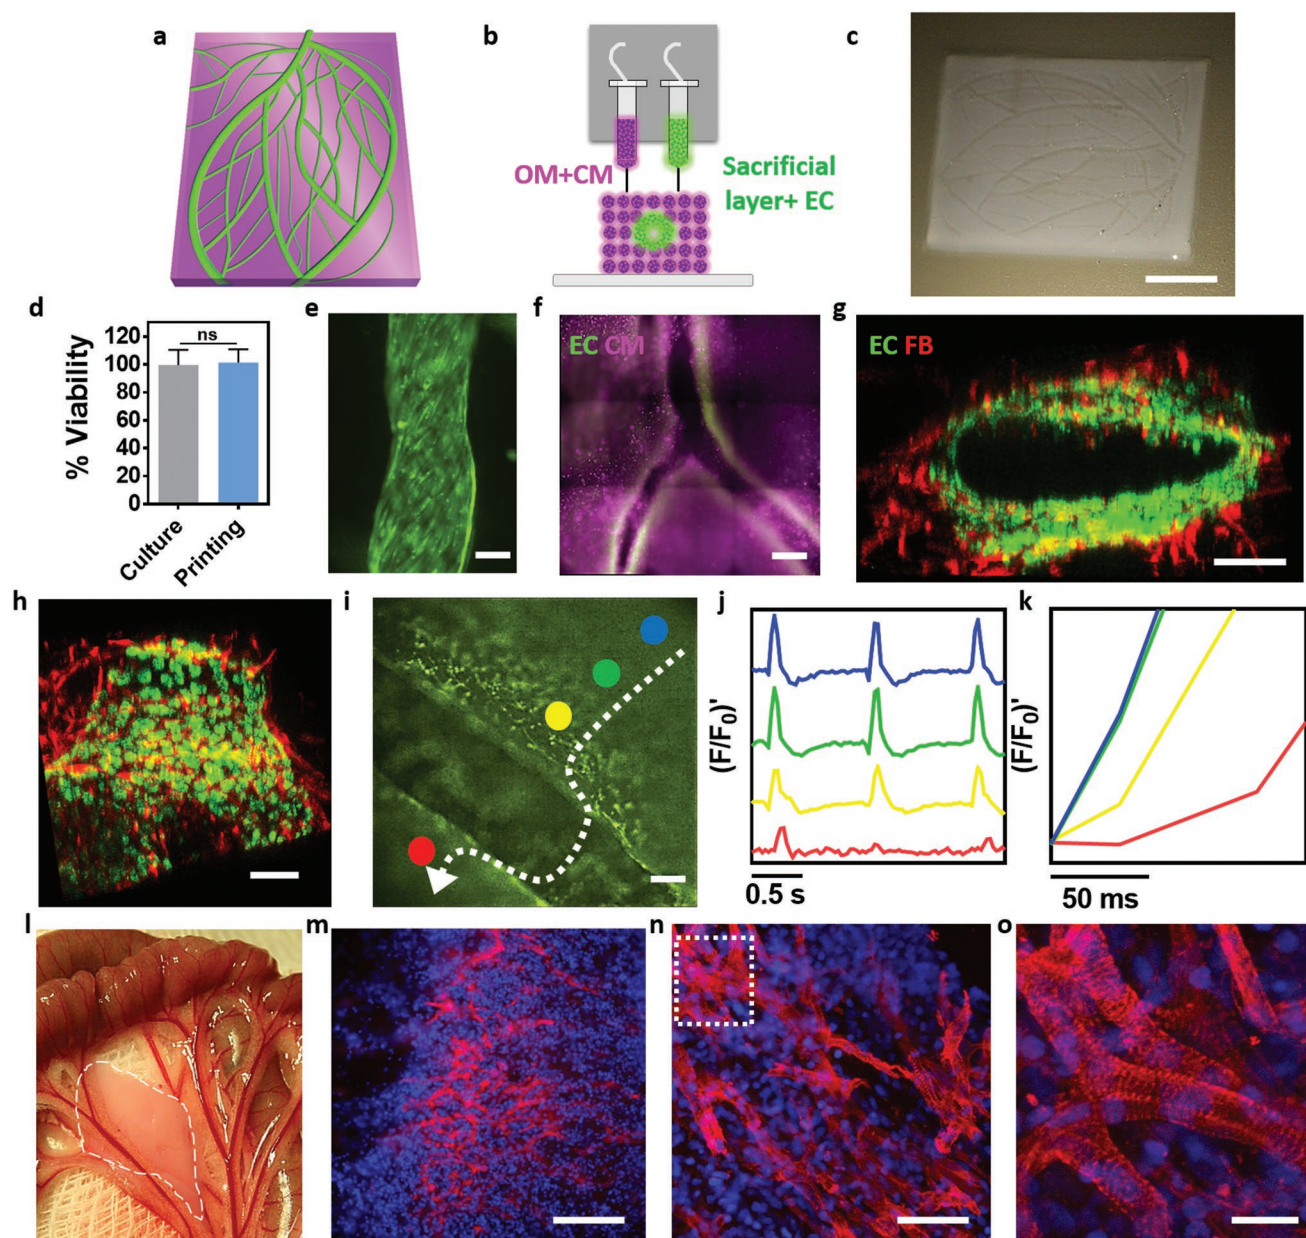 a
b
c
OM+CM
Sacrificial
layer+ EC
d
% Viability
120
100
80
60
40
20
0
ns
Culture
Printing
e
f
EC CM
g
EC FB
h
i
j
(F/F₀)'
0.5 s
k
(F/F₀)'
50 ms
l
m
n
o